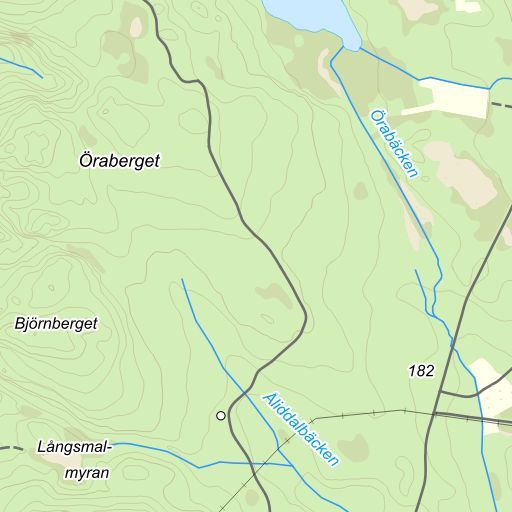 Örabäcken
Öraberget
Björnberget
182
Aliddalbäcken
Långsmal-
myran